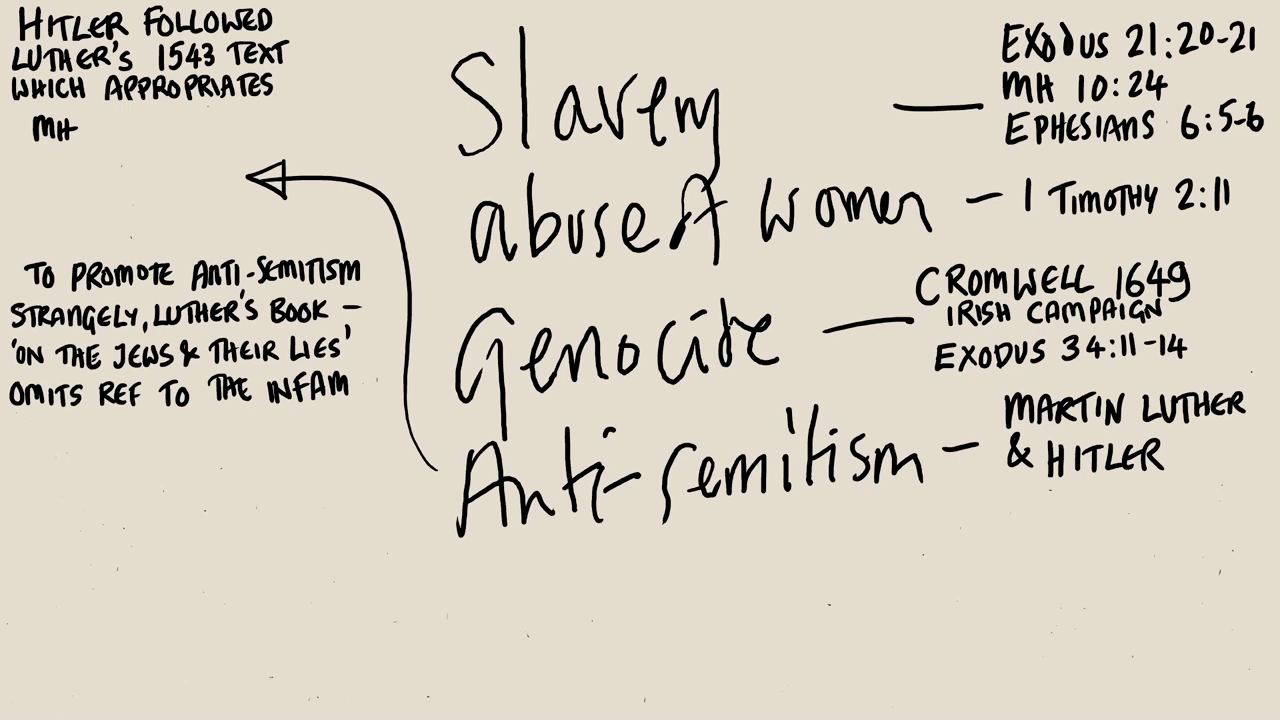 HITLER FOLLOWED
LUTHER'S 1543 TEXT
WHICH APPROPRIATES
MH
TO PROMOTE ANTI-SEMITISM
STRANGELY, LUTHER'S BOOK –
'ON THE JEWS & THEIR LIES'
OMITS REF TO THE INFAM
Slavery
abuse of women
Genocide
Anti-semitism
EXODUS 21:20-21
MH 10:24
EPHESIANS 6:5-6
1 TIMOTHY 2:11
CROMWELL 1649
IRISH CAMPAIGN
EXODUS 34:11-14
MARTIN LUTHER
& HITLER